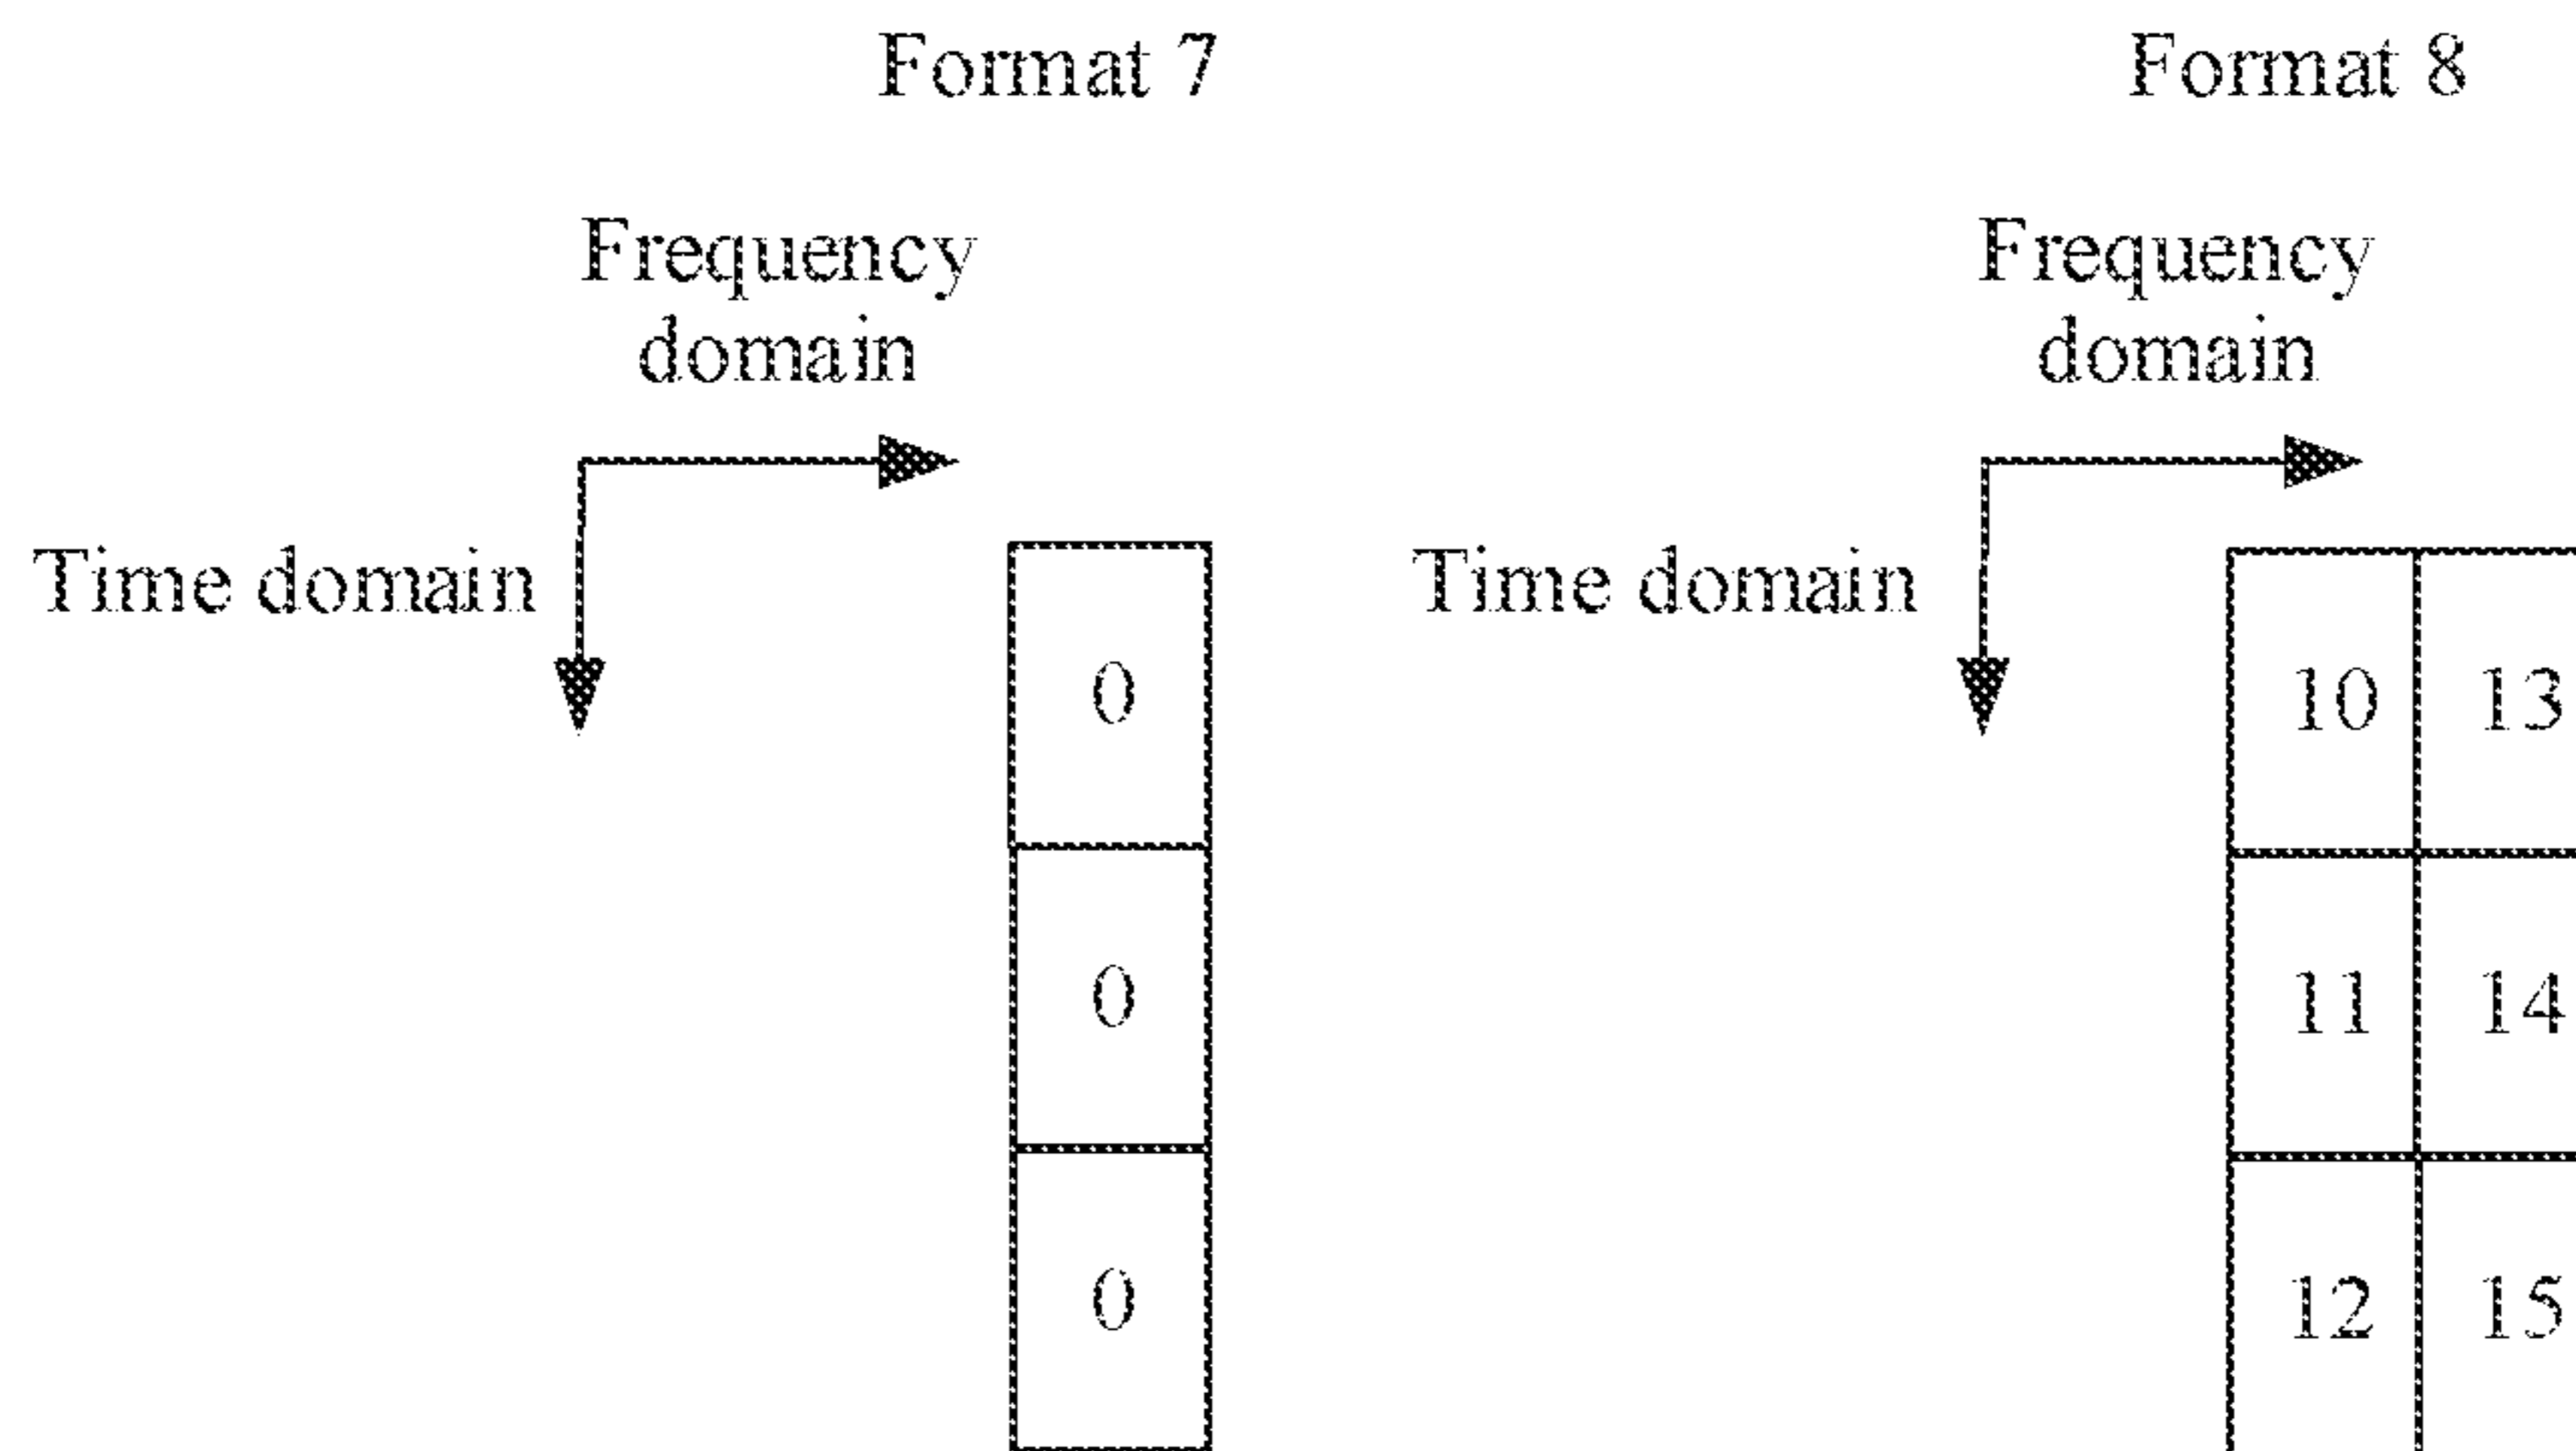 Format 7
Frequency
domain
Time domain
0
0
0
Format 8
Frequency
domain
Time domain
10 13
11 14
12 15